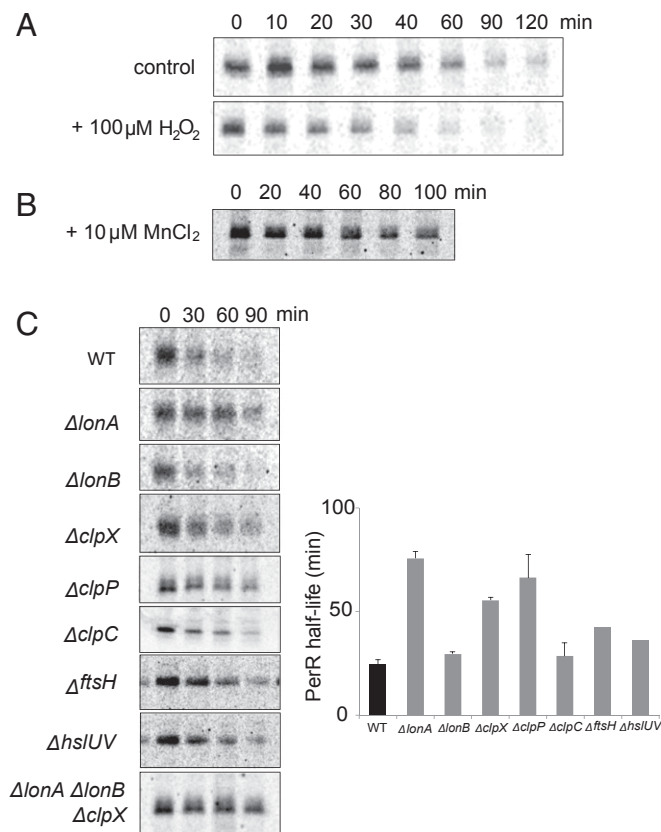 A
0 10 20 30 40 60 90 120 min
control
+ 100 µM H₂O₂
B
0 20 40 60 80 100 min
+ 10 µM MnCl₂
C
0 30 60 90 min
WT
ΔlonA
ΔlonB
ΔclpX
ΔclpP
ΔclpC
ΔftsH
ΔhslUV
ΔlonA ΔlonB
ΔclpX
PerR half-life (min)
100
50
0
WT ΔlonA ΔlonB ΔclpX ΔclpP ΔclpC ΔftsH ΔhslUV